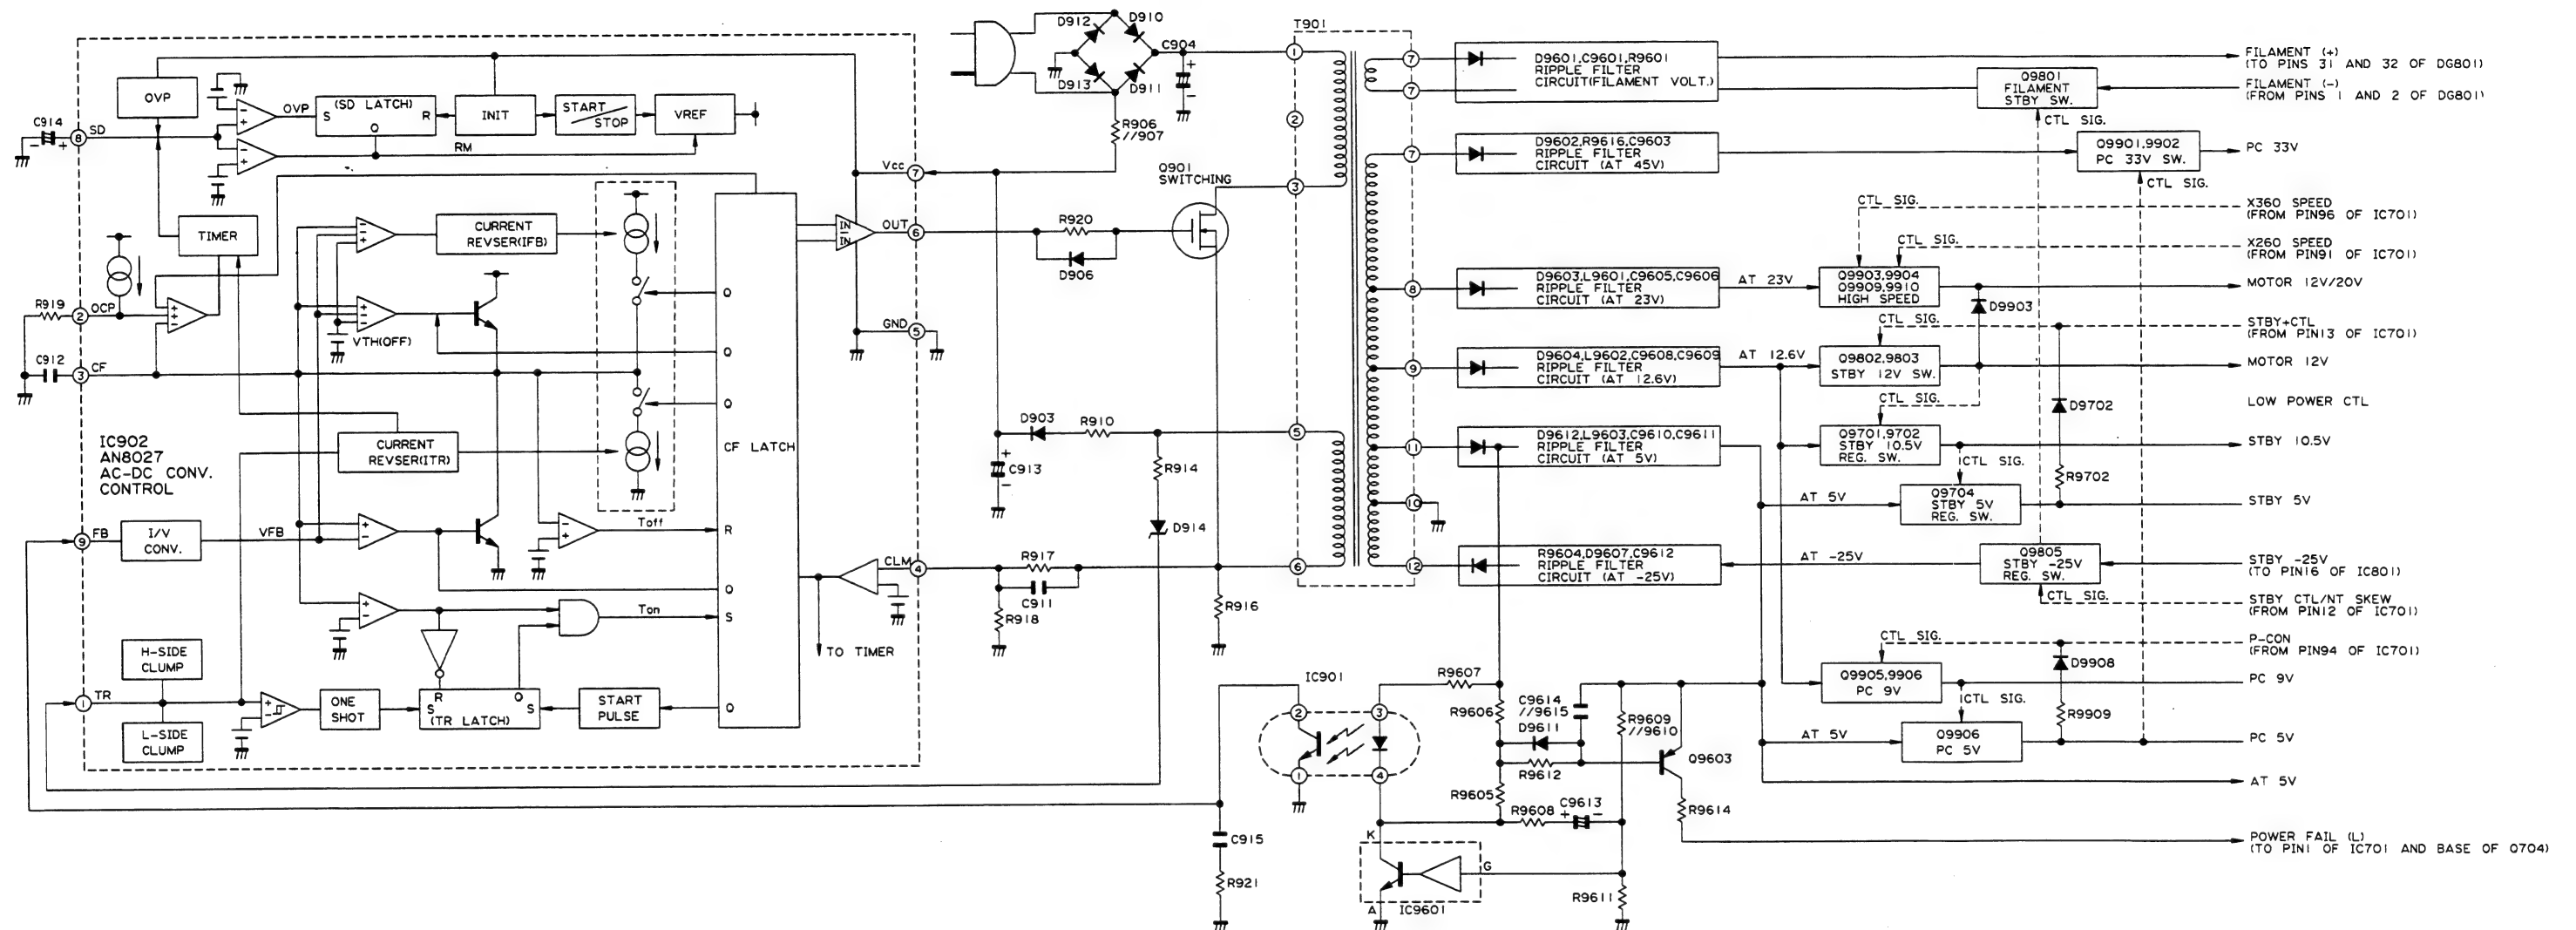 IC902
AN8027
AC-DC CONV.
CONTROL
OVP
C914
8
SD
OVP
(SD LATCH)
S
R
Q
RM
INIT
START
STOP
VREF
TIMER
R919
2
OCP
C912
3
CF
CURRENT
REVSER(IFB)
VTH(OFF)
CURRENT
REVSER(ITR)
CF LATCH
Q
Q
Q
R
Q
S
Q
IN
IN
Vcc
7
OUT
6
GND
5
CLM
4
9
FB
I/V
CONV.
VFB
Toff
Ton
H-SIDE
CLUMP
1
TR
L-SIDE
CLUMP
ONE
SHOT
R
Q
S
S
(TR LATCH)
START
PULSE
TO TIMER
D912
D910
D913
D911
C904
R906
//907
Q901
SWITCHING
R920
D906
D903
R910
C913
R914
D914
R917
C911
R918
R916
C915
R921
T901
1
2
3
5
6
7
7
7
8
9
11
10
12
D9601,C9601,R9601
RIPPLE FILTER
CIRCUIT(FILAMENT VOLT.)
D9602,R9616,C9603
RIPPLE FILTER
CIRCUIT (AT 45V)
D9603,L9601,C9605,C9606
RIPPLE FILTER
CIRCUIT (AT 23V)
D9604,L9602,C9608,C9609
RIPPLE FILTER
CIRCUIT (AT 12.6V)
D9612,L9603,C9610,C9611
RIPPLE FILTER
CIRCUIT (AT 5V)
R9604,D9607,C9612
RIPPLE FILTER
CIRCUIT (AT -25V)
AT 23V
AT 12.6V
AT 5V
AT -25V
AT 5V
Q9801
FILAMENT
STBY SW.
CTL SIG.
Q9901,9902
PC 33V SW.
CTL SIG.
CTL SIG.
CTL SIG.
Q9903,9904
Q9909,9910
HIGH SPEED
D9903
CTL SIG.
Q9802,9803
STBY 12V SW.
CTL SIG.
D9702
Q9701,9702
STBY 10.5V
REG. SW.
CTL SIG.
R9702
Q9704
STBY 5V
REG. SW.
Q9805
STBY -25V
REG. SW.
CTL SIG.
CTL SIG.
D9908
Q9905,9906
PC 9V
CTL SIG.
R9909
Q9906
PC 5V
FILAMENT (+)
(TO PINS 31 AND 32 OF DG801)
FILAMENT (-)
(FROM PINS 1 AND 2 OF DG801)
PC 33V
X360 SPEED
(FROM PIN96 OF IC701)
X260 SPEED
(FROM PIN91 OF IC701)
MOTOR 12V/20V
STBY+CTL
(FROM PIN13 OF IC701)
MOTOR 12V
LOW POWER CTL
STBY 10.5V
STBY 5V
STBY -25V
(TO PIN16 OF IC801)
STBY CTL/NT SKEW
(FROM PIN12 OF IC701)
P-CON
(FROM PIN94 OF IC701)
PC 9V
PC 5V
AT 5V
POWER FAIL (L)
(TO PIN1 OF IC701 AND BASE OF Q704)
IC901
2
3
1
4
R9607
R9606
C9614
//9615
D9611
R9612
R9605
R9608
C9613
R9609
//9610
Q9603
R9614
K
G
A
IC9601
R9611